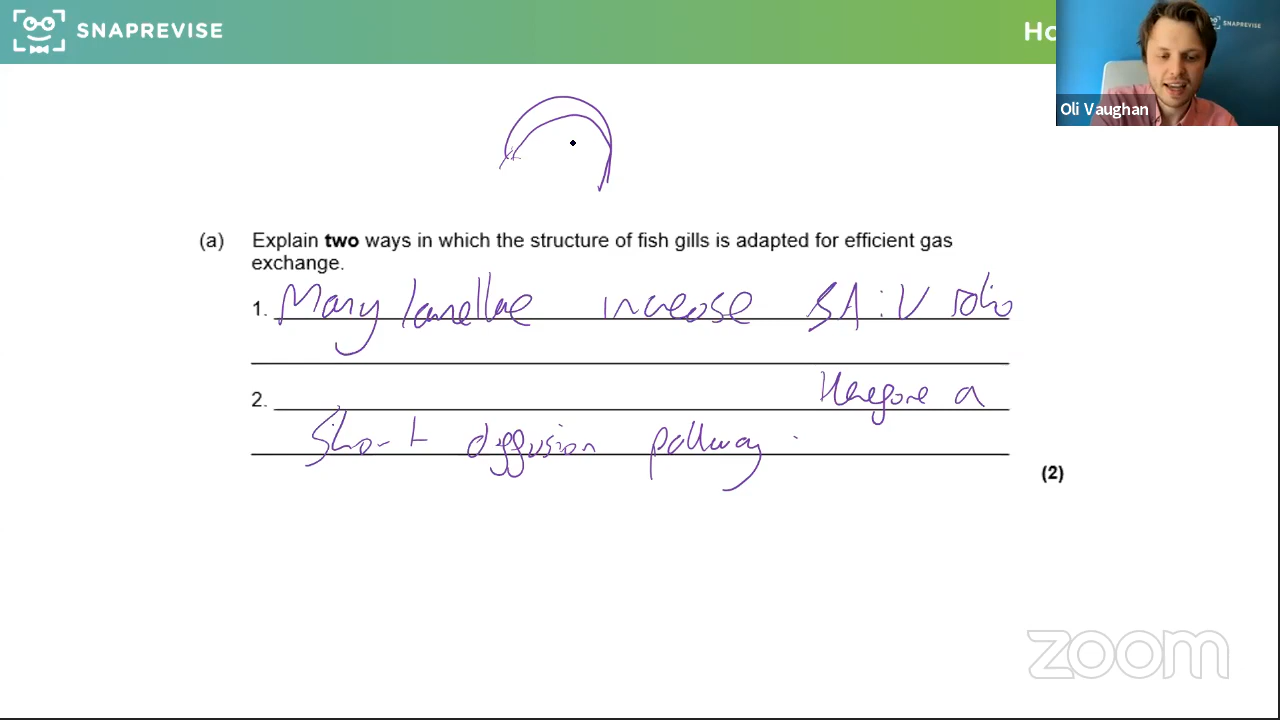 SNAPREVISE
Ho
SNAPREVISE
Oli Vaughan
(a) Explain two ways in which the structure of fish gills is adapted for efficient gas
exchange.
1. Many lamellae increase SA:V ratio
2. therefore a
Short diffusion pathway.
(2)
zoom